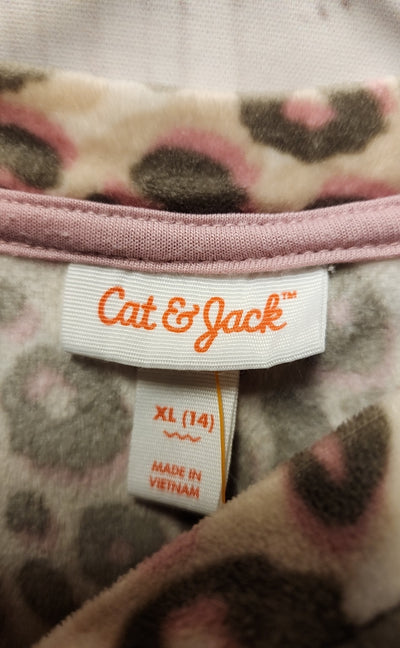 Cat & Jack™
XL (14)
MADE IN
VIETNAM